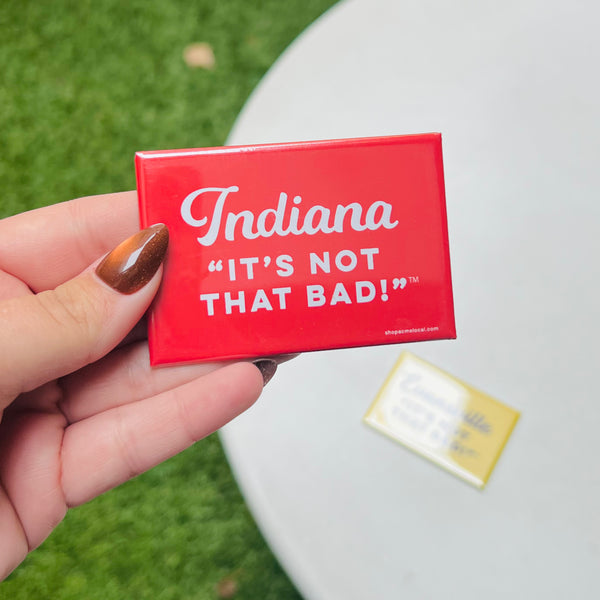 Indiana
“IT'S NOT
THAT BAD!”™
shopacmelocal.com